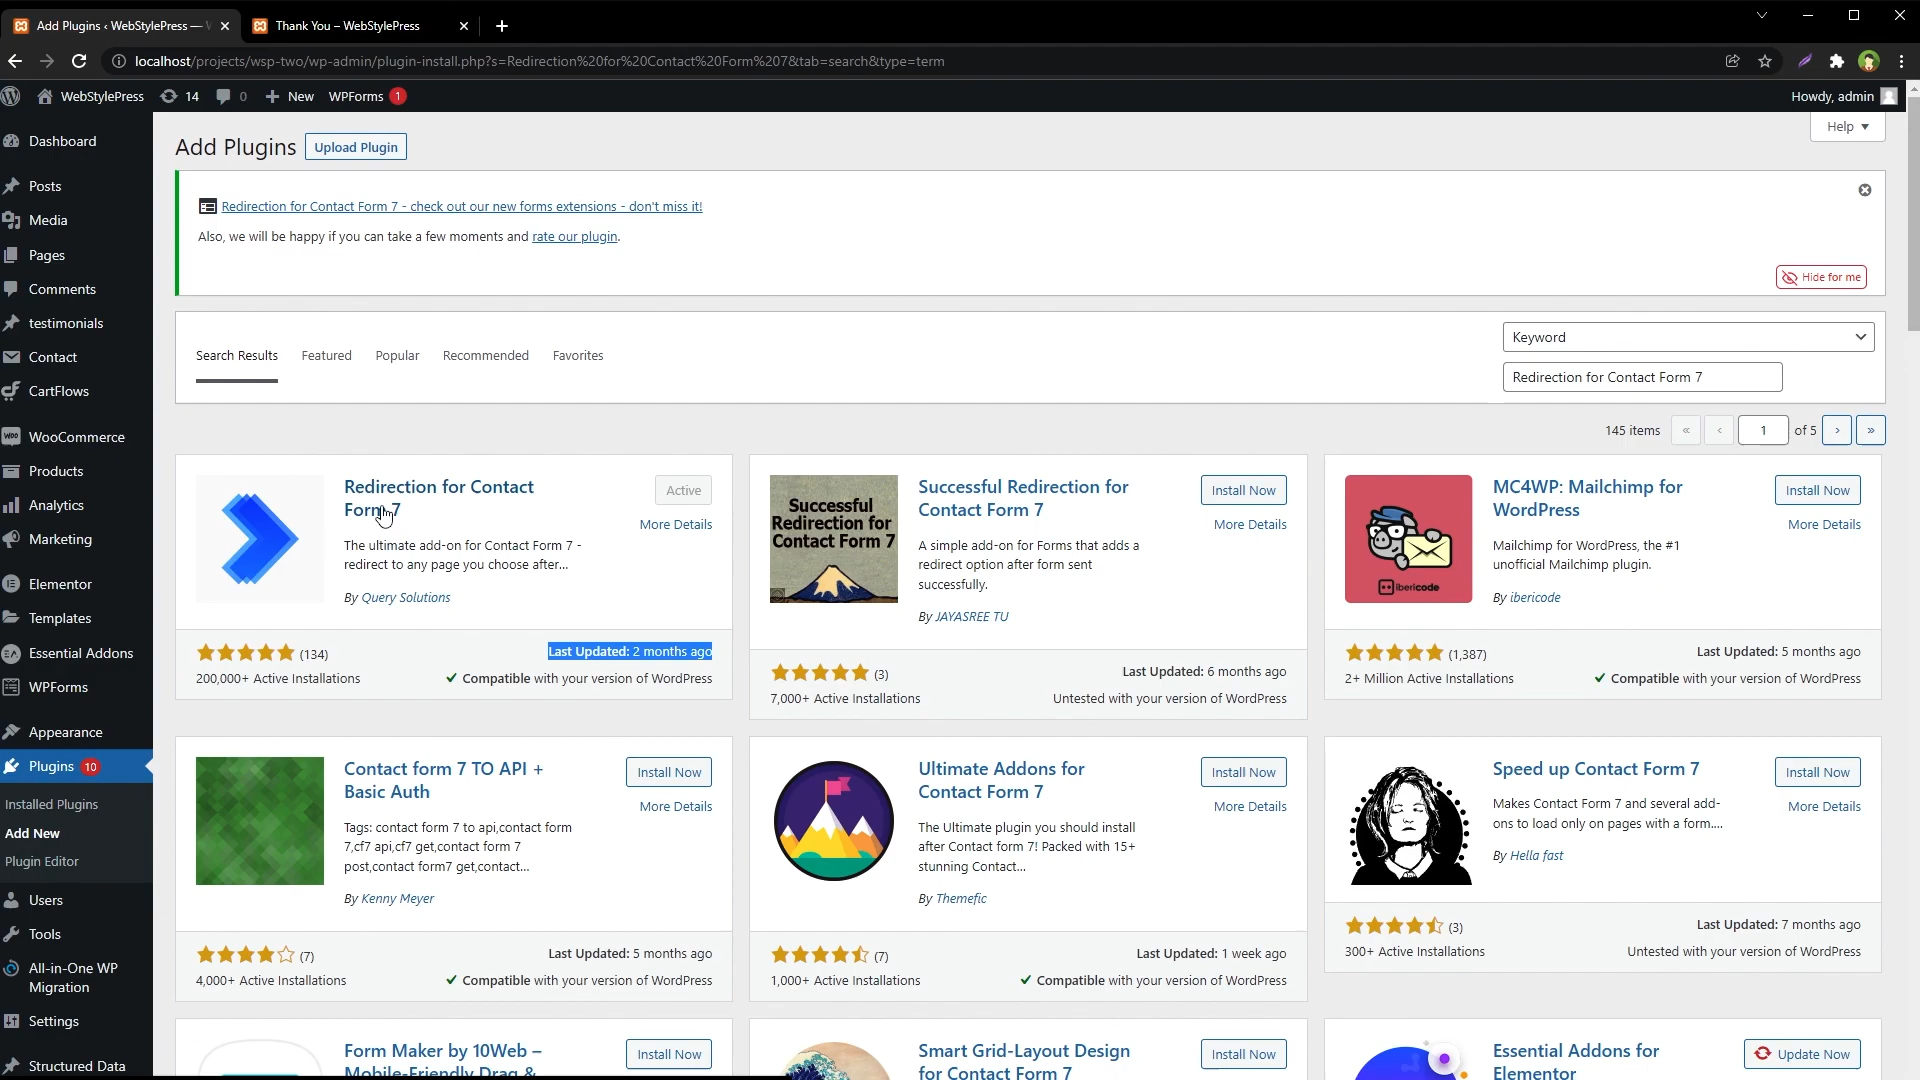 Add Plugins ‹ WebStylePress —
Thank You – WebStylePress
localhost/projects/wsp-two/wp-admin/plugin-install.php?s=Redirection%20for%20Contact%20Form%207&tab=search&type=term
WebStylePress
14
0
New
WPForms
1
Howdy, admin
Help
Dashboard
Posts
Media
Pages
Comments
testimonials
Contact
CartFlows
WooCommerce
Products
Analytics
Marketing
Elementor
Templates
Essential Addons
WPForms
Appearance
Plugins
10
Installed Plugins
Add New
Plugin Editor
Users
Tools
All-in-One WP
Migration
Settings
Structured Data
Add Plugins
Upload Plugin
Redirection for Contact Form 7 - check out our new forms extensions - don't miss it!
Also, we will be happy if you can take a few moments and rate our plugin.
Hide for me
Search Results
Featured
Popular
Recommended
Favorites
Keyword
Redirection for Contact Form 7
145 items
«
‹
1
of 5
›
»
Redirection for Contact
Form 7
Active
More Details
The ultimate add-on for Contact Form 7 -
redirect to any page you choose after...
By Query Solutions
(134)
Last Updated: 2 months ago
200,000+ Active Installations
Compatible with your version of WordPress
Successful
Redirection for
Contact Form 7
Successful Redirection for
Contact Form 7
Install Now
More Details
A simple add-on for Forms that adds a
redirect option after form sent
successfully.
By JAYASREE TU
(3)
Last Updated: 6 months ago
7,000+ Active Installations
Untested with your version of WordPress
ibericode
MC4WP: Mailchimp for
WordPress
Install Now
More Details
Mailchimp for WordPress, the #1
unofficial Mailchimp plugin.
By ibericode
(1,387)
Last Updated: 5 months ago
2+ Million Active Installations
Compatible with your version of WordPress
Contact form 7 TO API +
Basic Auth
Install Now
More Details
Tags: contact form 7 to api,contact form
7,cf7 api,cf7 get,contact form 7
post,contact form7 get,contact...
By Kenny Meyer
(7)
Last Updated: 5 months ago
4,000+ Active Installations
Compatible with your version of WordPress
Ultimate Addons for
Contact Form 7
Install Now
More Details
The Ultimate plugin you should install
after Contact form 7! Packed with 15+
stunning Contact...
By Themefic
(7)
Last Updated: 1 week ago
1,000+ Active Installations
Compatible with your version of WordPress
Speed up Contact Form 7
Install Now
More Details
Makes Contact Form 7 and several add-
ons to load only on pages with a form....
By Hella fast
(3)
Last Updated: 7 months ago
300+ Active Installations
Untested with your version of WordPress
Form Maker by 10Web –
Mobile-Friendly Drag &
Install Now
Smart Grid-Layout Design
for Contact Form 7
Install Now
Essential Addons for
Elementor
Update Now